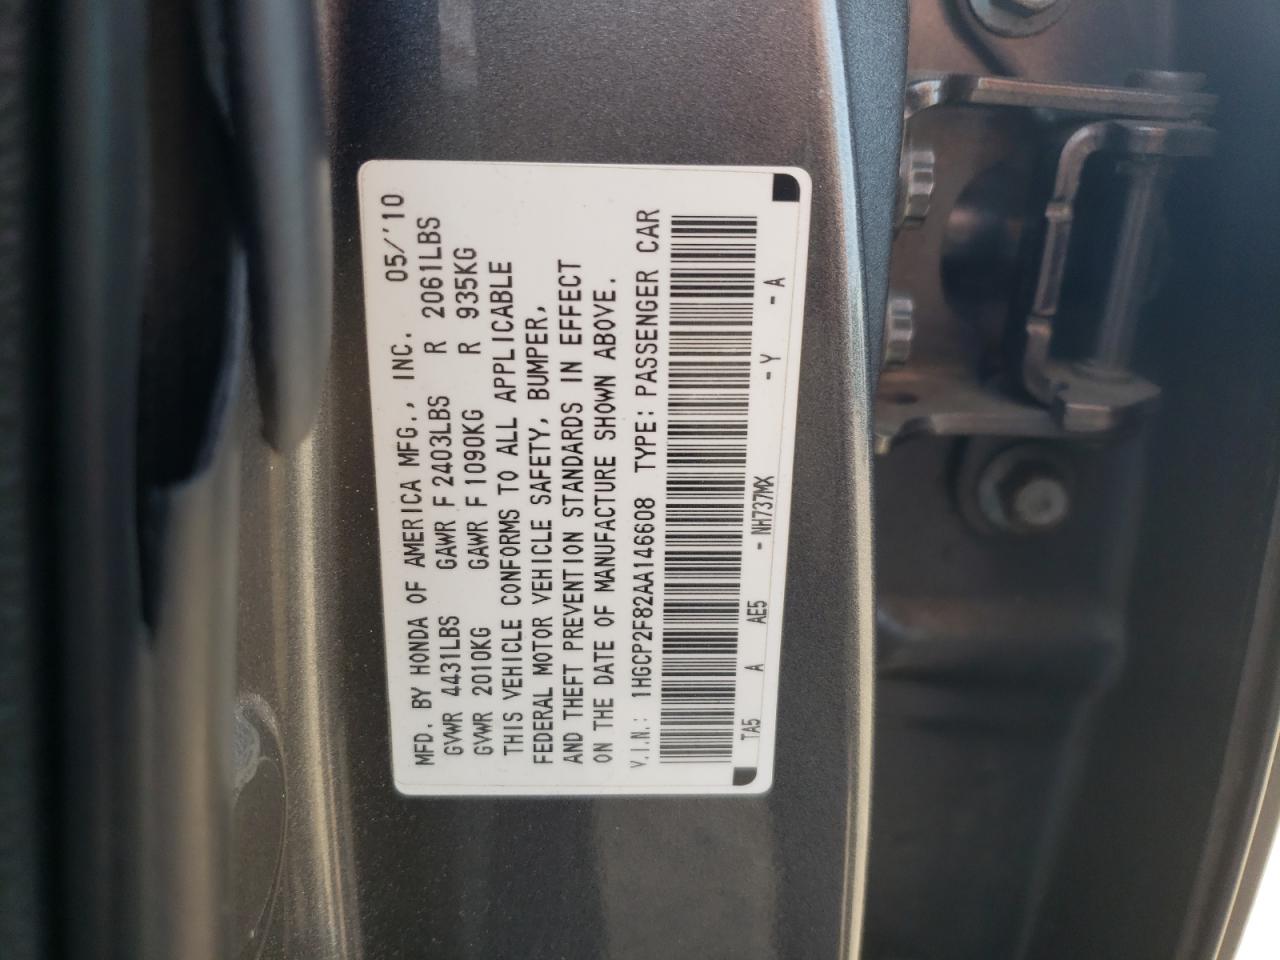 MFD. BY HONDA OF AMERICA MFG., INC. 05/'10
GVWR 4431LBS GAWR F 2403LBS R 2061LBS
GVWR 2010KG GAWR F 1090KG R 935KG
THIS VEHICLE CONFORMS TO ALL APPLICABLE
FEDERAL MOTOR VEHICLE SAFETY, BUMPER,
AND THEFT PREVENTION STANDARDS IN EFFECT
ON THE DATE OF MANUFACTURE SHOWN ABOVE.
V.I.N.: 1HGCP2F82AA146608 TYPE: PASSENGER CAR
TA5 A AE5 - NH737MX - Y - A